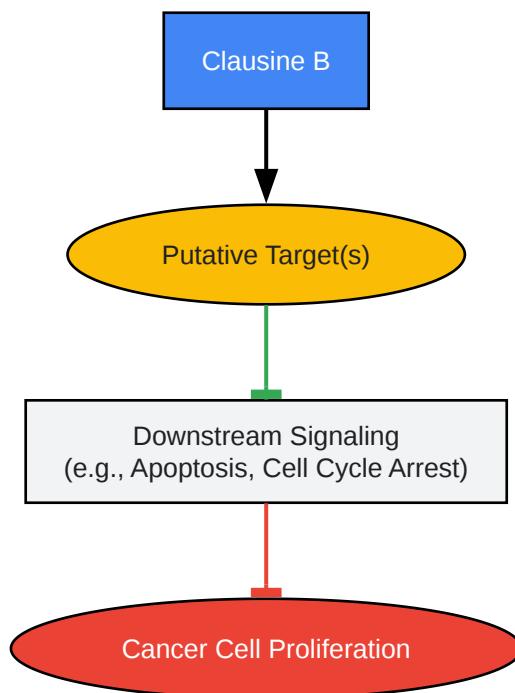 Clausine B
Putative Target(s)
Downstream Signaling
(e.g., Apoptosis, Cell Cycle Arrest)
Cancer Cell Proliferation